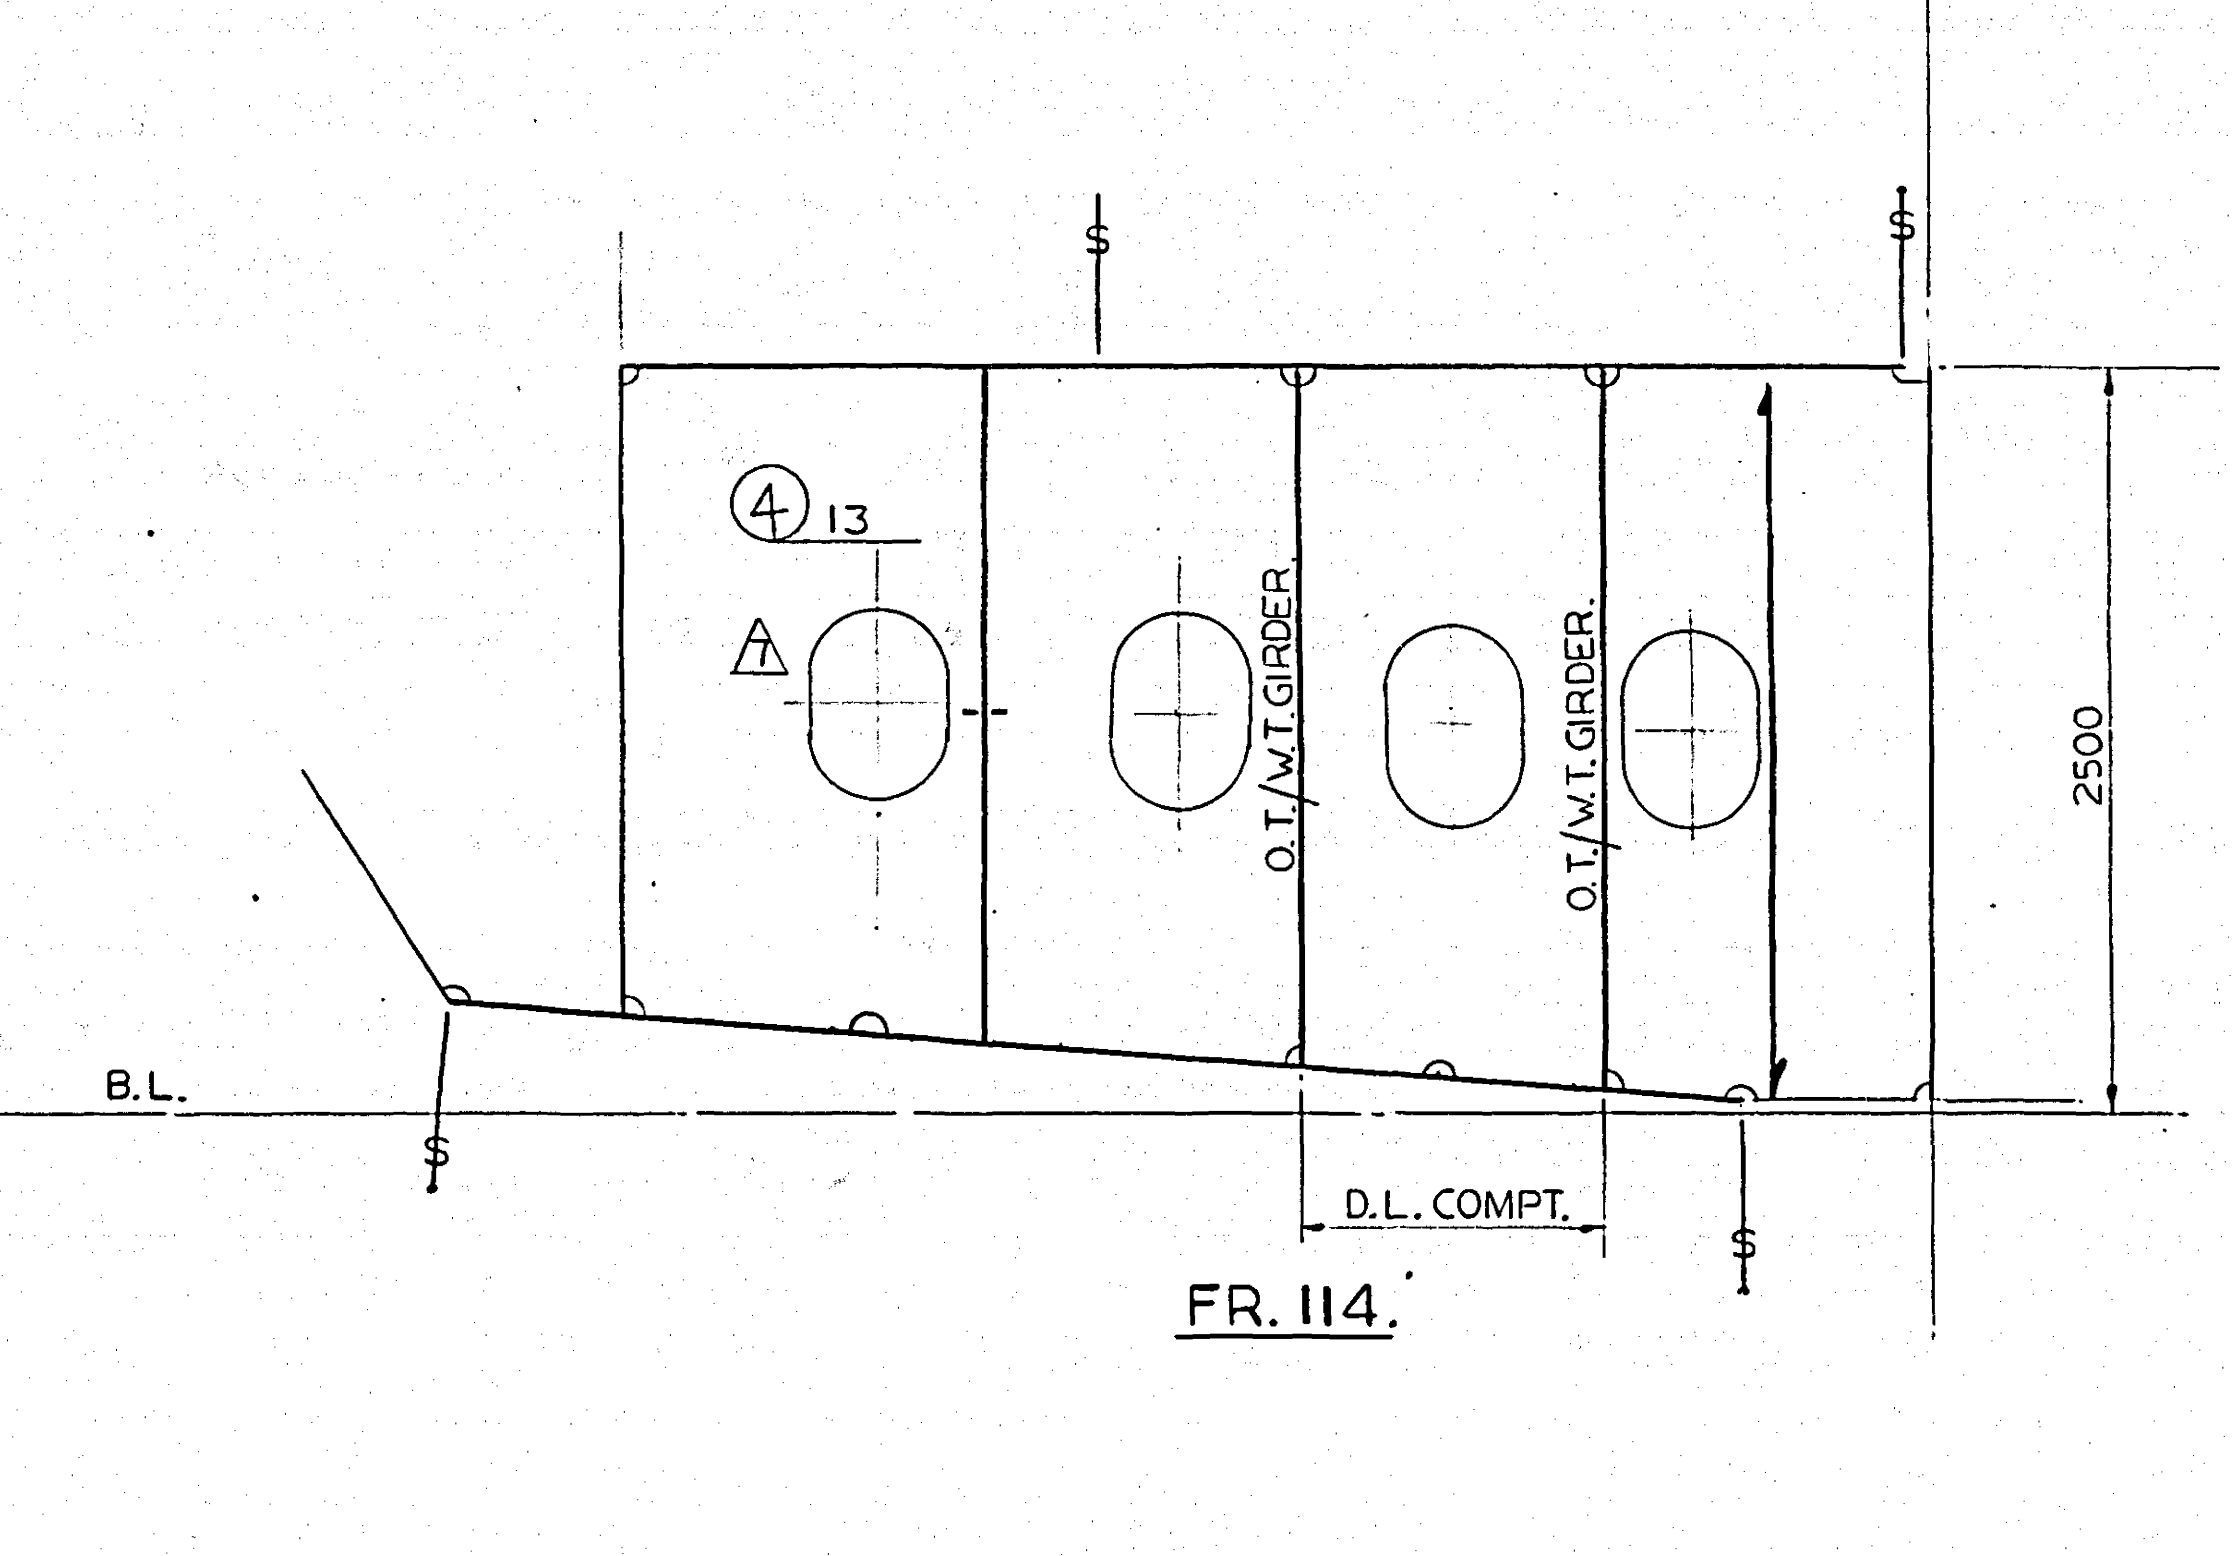 $
$
4 13
7
O.T./W.T.GIRDER.
O.T./W.T.GIRDER.
2500
B.L.
$
D.L. COMPT.
$
FR. 114.